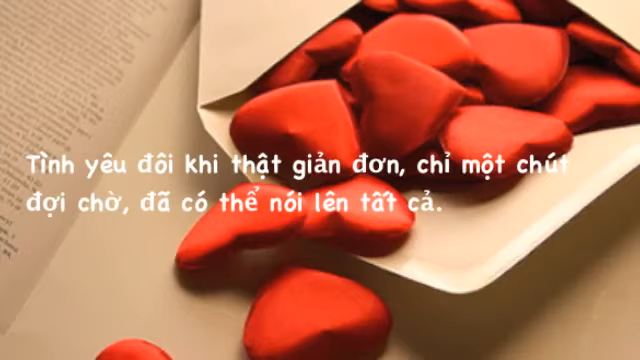 Tình yêu đôi khi thật giản đơn, chỉ một chút
đợi chờ, đã có thể nói lên tất cả.